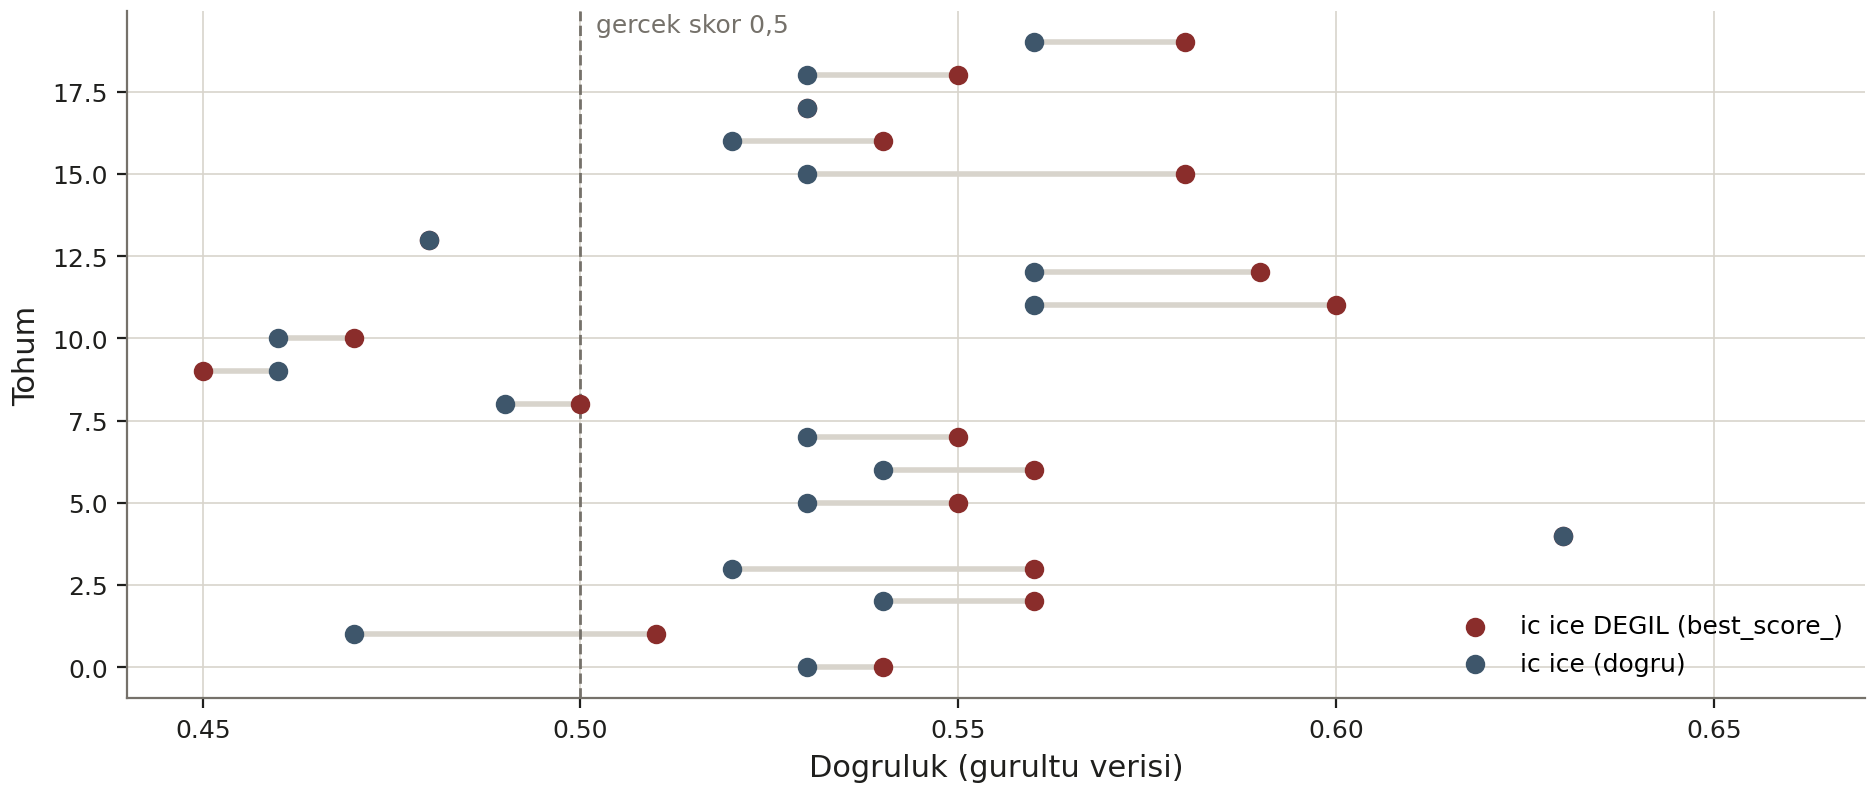 gercek skor 0,5
17.5
15.0
12.5
10.0
7.5
5.0
2.5
0.0
Tohum
ic ice DEGIL (best_score_)
ic ice (dogru)
0.45 0.50 0.55 0.60 0.65
Dogruluk (gurultu verisi)